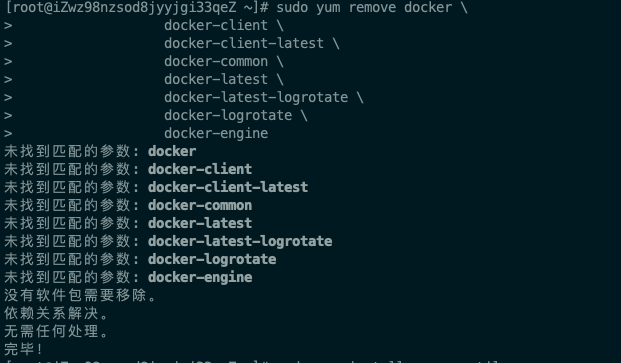 [root@iZwz98nzsod8jyyjgi33qeZ ~]# sudo yum remove docker \
> docker-client \
> docker-client-latest \
> docker-common \
> docker-latest \
> docker-latest-logrotate \
> docker-logrotate \
> docker-engine
未找到匹配的参数: docker
未找到匹配的参数: docker-client
未找到匹配的参数: docker-client-latest
未找到匹配的参数: docker-common
未找到匹配的参数: docker-latest
未找到匹配的参数: docker-latest-logrotate
未找到匹配的参数: docker-logrotate
未找到匹配的参数: docker-engine
没有软件包需要移除。
依赖关系解决。
无需任何处理。
完毕！